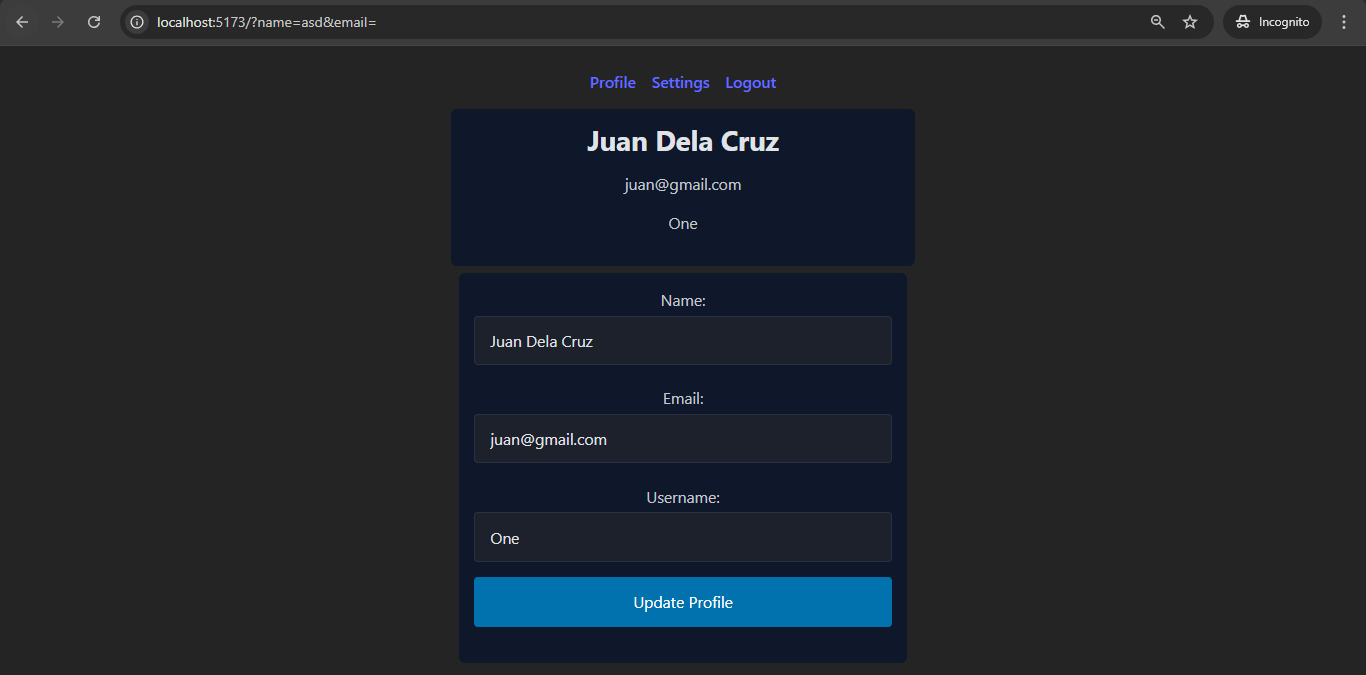 localhost:5173/?name=asd&email=
Incognito
Profile Settings Logout
Juan Dela Cruz
juan@gmail.com
One
Name:
Juan Dela Cruz
Email:
juan@gmail.com
Username:
One
Update Profile